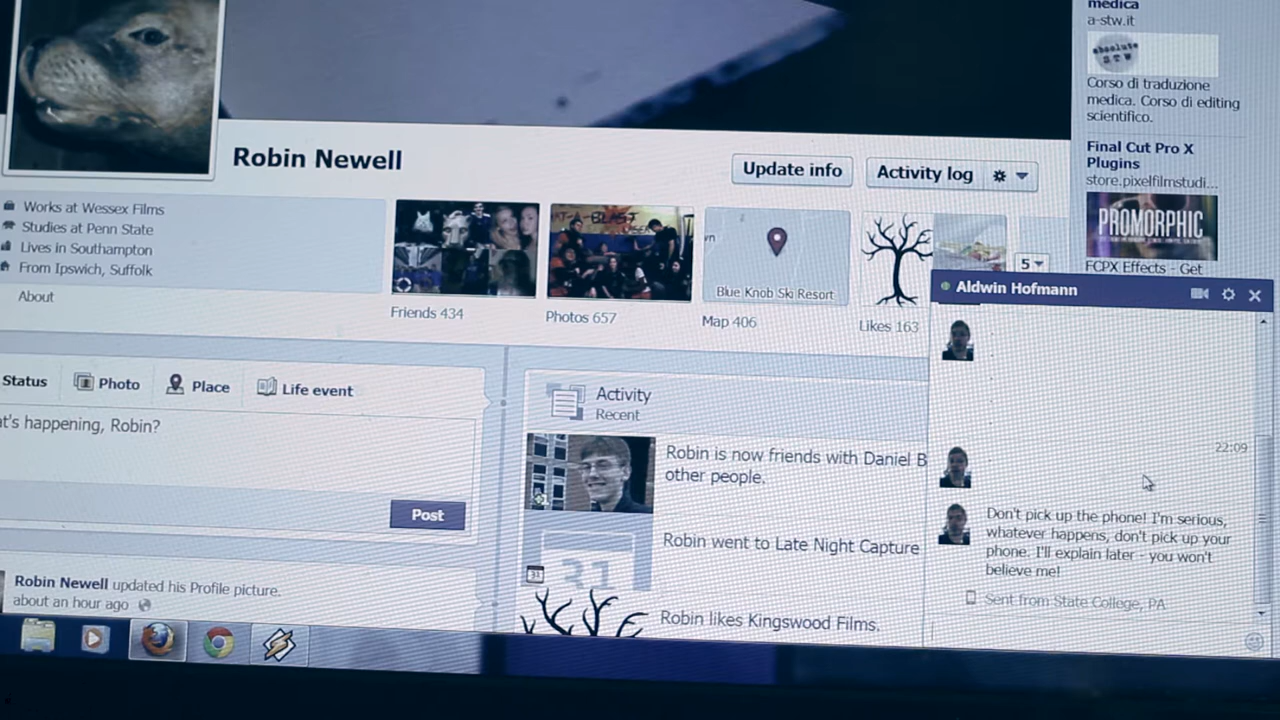 Robin Newell
Update info
Activity log
Works at Wessex Films
Studies at Penn State
Lives in Southampton
From Ipswich, Suffolk
About
Friends 434
Photos 657
Blue Knob Ski Resort
Map 406
Likes 163
5
Status
Photo
Place
Life event
at's happening, Robin?
Post
Robin Newell updated his Profile picture.
about an hour ago
Activity
Recent
Robin is now friends with Daniel B
other people.
Robin went to Late Night Capture
31
31
Robin likes Kingswood Films.
medica
a-stw.it
absolute
STW
Corso di traduzione
medica. Corso di editing
scientifico.
Final Cut Pro X
Plugins
store.pixelfilmstudi...
PROMORPHIC
FCPX Effects - Get
Aldwin Hofmann
22:09
Don't pick up the phone! I'm serious,
whatever happens, don't pick up your
phone. I'll explain later - you won't
believe me!
Sent from State College, PA